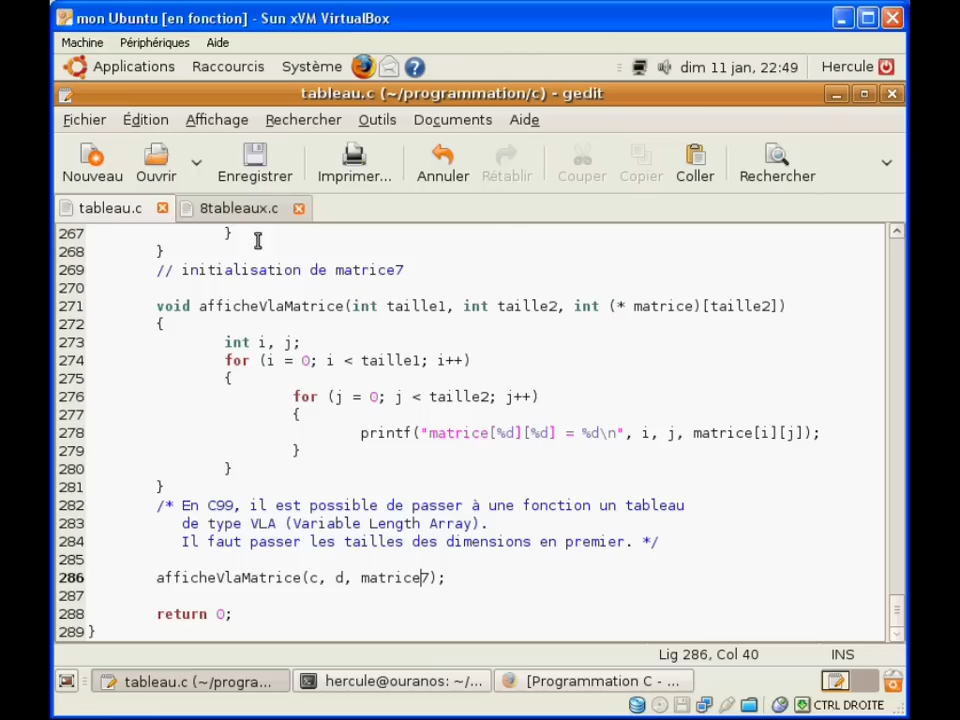 mon Ubuntu [en fonction] - Sun xVM VirtualBox
Machine Périphériques Aide
Applications Raccourcis Système dim 11 jan, 22:49 Hercule
tableau.c (~/programmation/c) - gedit
Fichier Édition Affichage Rechercher Outils Documents Aide
Nouveau Ouvrir Enregistrer Imprimer... Annuler Rétablir Couper Copier Coller Rechercher
tableau.c 8tableaux.c
267 }
268 }
269 // initialisation de matrice7
270
271 void afficheVlaMatrice(int taille1, int taille2, int (* matrice)[taille2])
272 {
273 int i, j;
274 for (i = 0; i < taille1; i++)
275 {
276 for (j = 0; j < taille2; j++)
277 {
278 printf("matrice[%d][%d] = %d\n", i, j, matrice[i][j]);
279 }
280 }
281 }
282 /* En C99, il est possible de passer à une fonction un tableau
283 de type VLA (Variable Length Array).
284 Il faut passer les tailles des dimensions en premier. */
285
286 afficheVlaMatrice(c, d, matrice7);
287
288 return 0;
289 }
Lig 286, Col 40 INS
tableau.c (~/progra... hercule@ouranos: ~/... [Programmation C - ...
CTRL DROITE